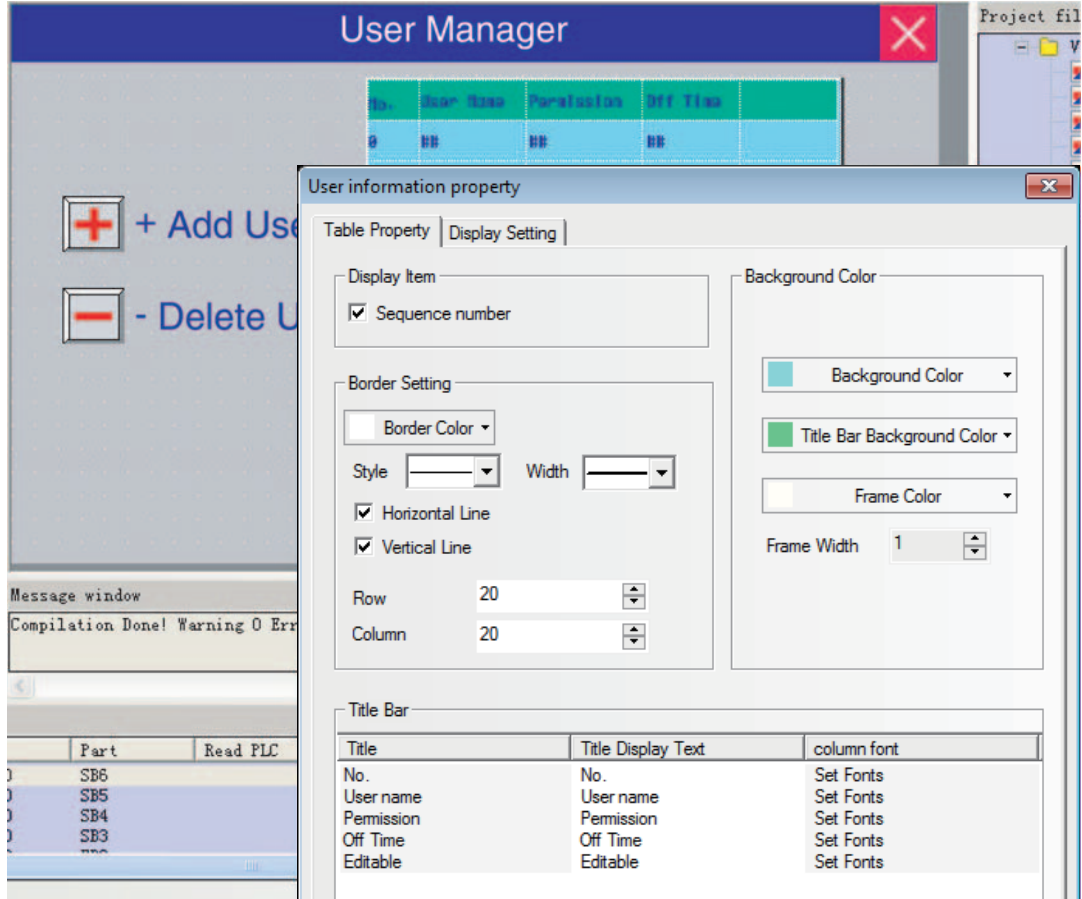 User Manager
Project fil
V
No. User Name Permission Off Time
0 ## ## ##
User information property
+ Add Use
Table Property Display Setting
Display Item
Background Color
Sequence number
- Delete U
Background Color
Border Setting
Border Color
Title Bar Background Color
Style Width
Frame Color
Horizontal Line
Vertical Line
Frame Width 1
Row 20
Column 20
Message window
Compilation Done! Warning 0 Err
Title Bar
Part Read PLC
Title Title Display Text column font
SB6
SB5
SB4
SB3
No. No. Set Fonts
User name User name Set Fonts
Permission Permission Set Fonts
Off Time Off Time Set Fonts
Editable Editable Set Fonts